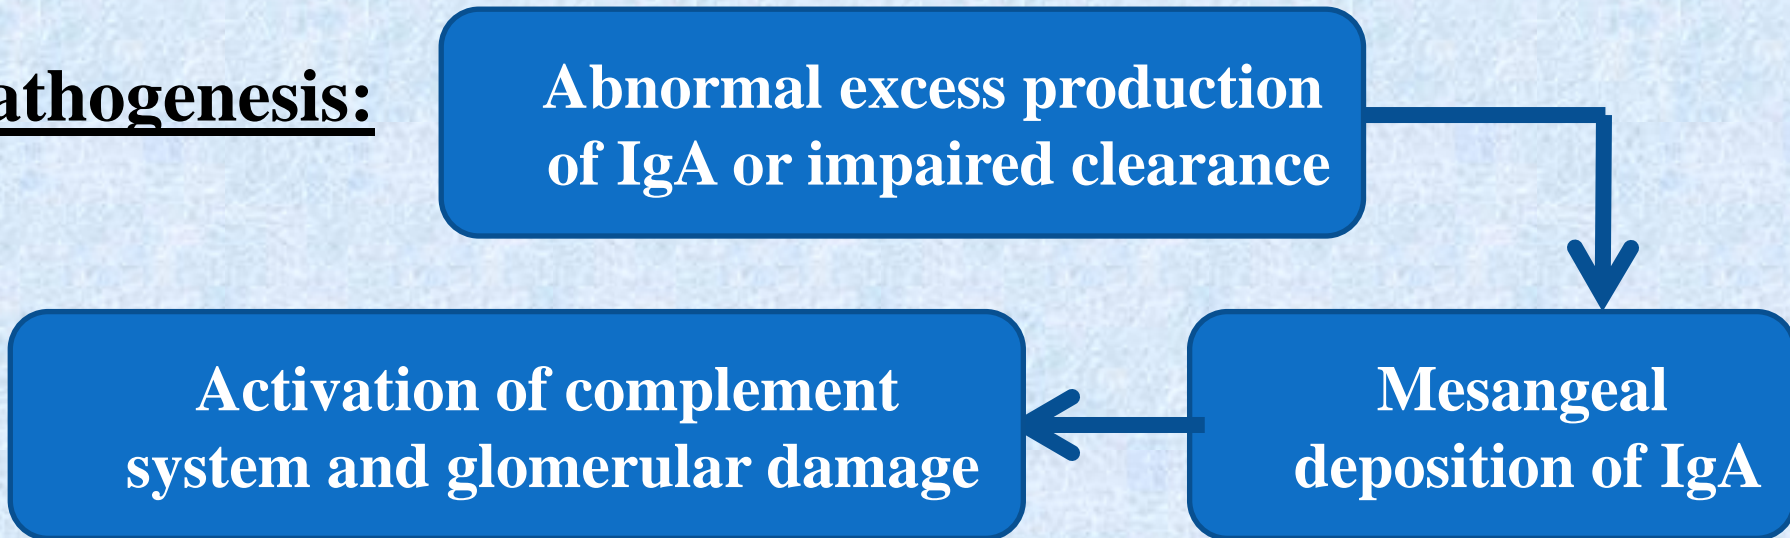 athogenesis:
Abnormal excess production
of IgA or impaired clearance
Mesangeal
deposition of IgA
Activation of complement
system and glomerular damage